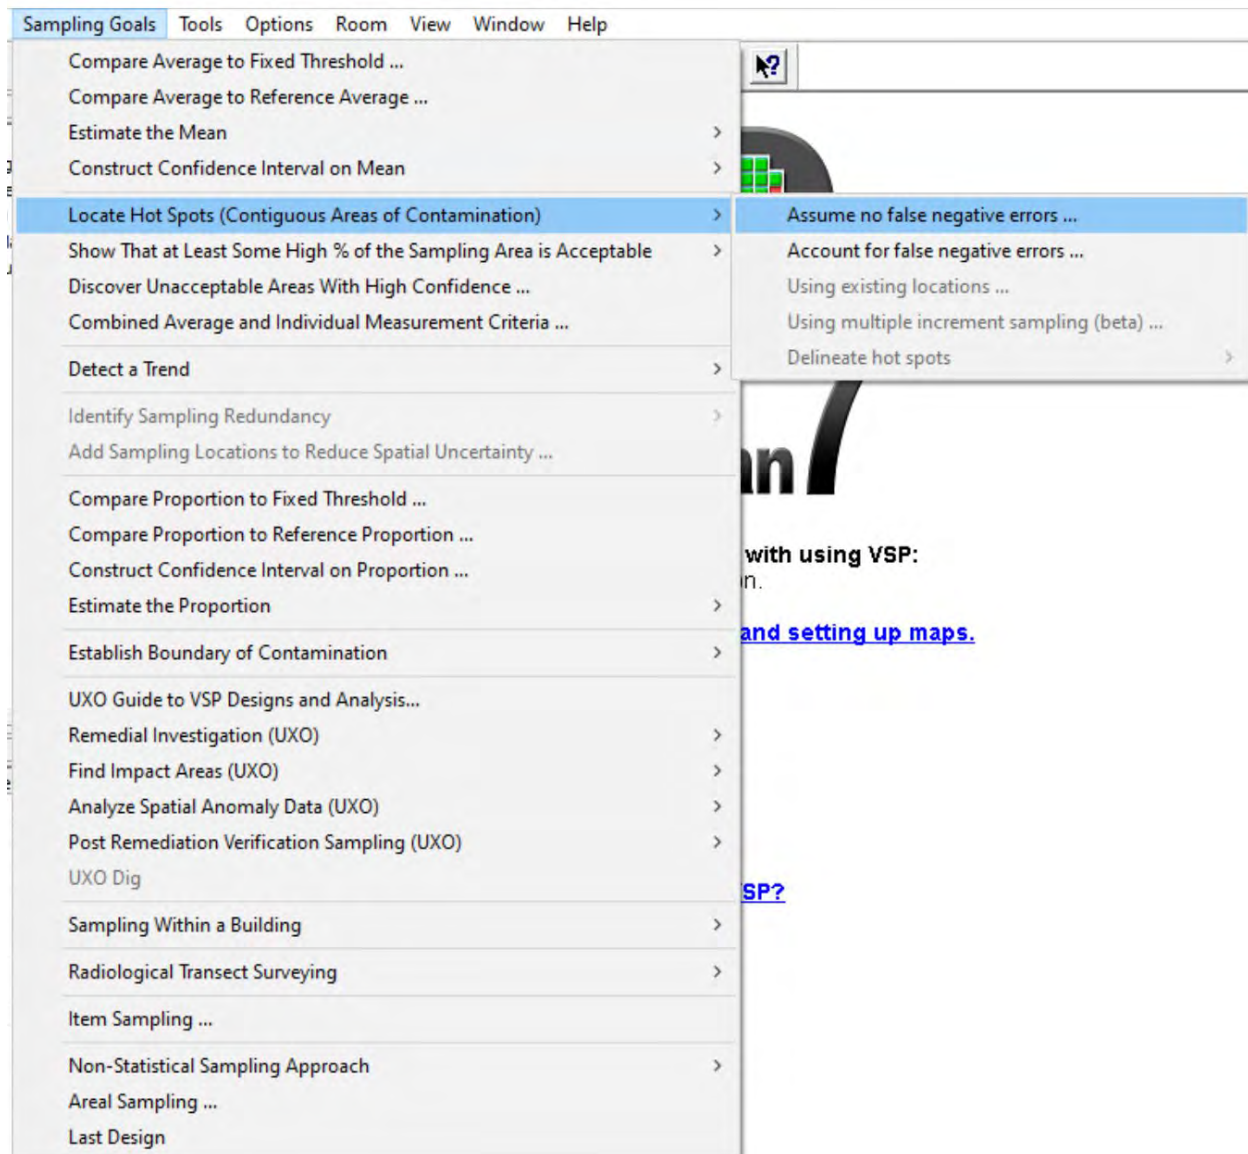 Sampling Goals Tools Options Room View Window Help
Compare Average to Fixed Threshold ...
Compare Average to Reference Average ...
Estimate the Mean
Construct Confidence Interval on Mean
Locate Hot Spots (Contiguous Areas of Contamination)
Show That at Least Some High % of the Sampling Area is Acceptable
Discover Unacceptable Areas With High Confidence ...
Combined Average and Individual Measurement Criteria ...
Detect a Trend
Identify Sampling Redundancy
Add Sampling Locations to Reduce Spatial Uncertainty ...
Compare Proportion to Fixed Threshold ...
Compare Proportion to Reference Proportion ...
Construct Confidence Interval on Proportion ...
Estimate the Proportion
Establish Boundary of Contamination
UXO Guide to VSP Designs and Analysis...
Remedial Investigation (UXO)
Find Impact Areas (UXO)
Analyze Spatial Anomaly Data (UXO)
Post Remediation Verification Sampling (UXO)
UXO Dig
Sampling Within a Building
Radiological Transect Surveying
Item Sampling ...
Non-Statistical Sampling Approach
Areal Sampling ...
Last Design
Assume no false negative errors ...
Account for false negative errors ...
Using existing locations ...
Using multiple increment sampling (beta) ...
Delineate hot spots
an 7
with using VSP:
n.
and setting up maps.
SP?